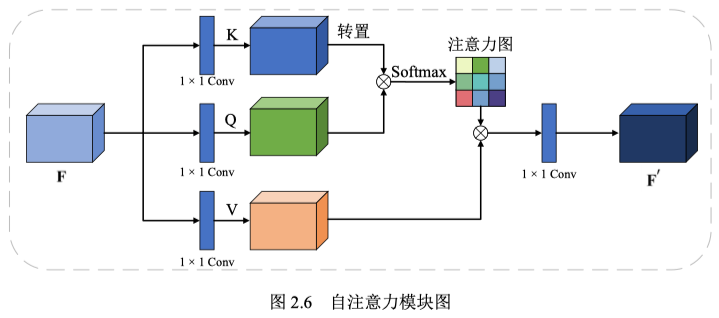 K
转置
注意力图
1 × 1 Conv
Softmax
Q
F
1 × 1 Conv
1 × 1 Conv
F′
V
1 × 1 Conv
图 2.6 自注意力模块图